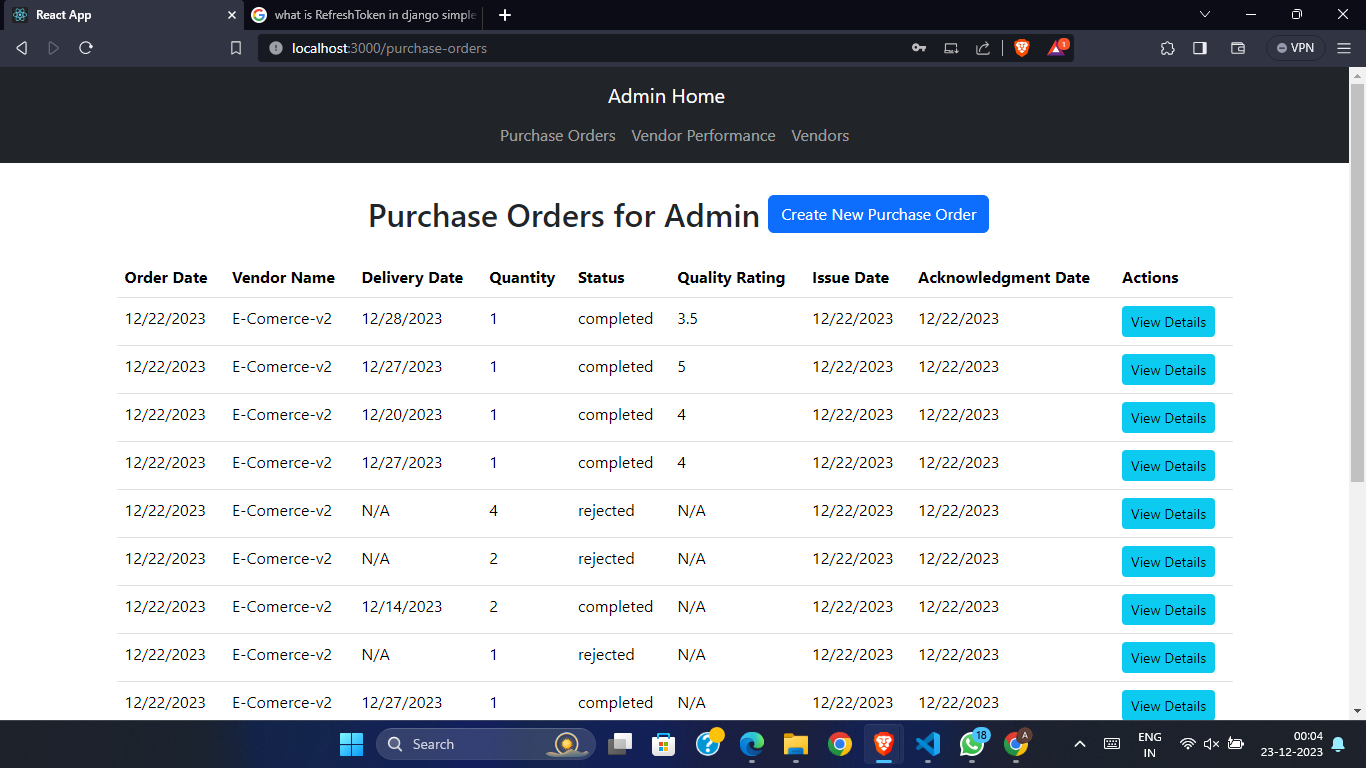 React App
what is RefreshToken in django simple
localhost:3000/purchase-orders
1
VPN
Admin Home
Purchase Orders Vendor Performance Vendors
Purchase Orders for Admin Create New Purchase Order
Order Date Vendor Name Delivery Date Quantity Status Quality Rating Issue Date Acknowledgment Date Actions
12/22/2023 E-Comerce-v2 12/28/2023 1 completed 3.5 12/22/2023 12/22/2023 View Details
12/22/2023 E-Comerce-v2 12/27/2023 1 completed 5 12/22/2023 12/22/2023 View Details
12/22/2023 E-Comerce-v2 12/20/2023 1 completed 4 12/22/2023 12/22/2023 View Details
12/22/2023 E-Comerce-v2 12/27/2023 1 completed 4 12/22/2023 12/22/2023 View Details
12/22/2023 E-Comerce-v2 N/A 4 rejected N/A 12/22/2023 12/22/2023 View Details
12/22/2023 E-Comerce-v2 N/A 2 rejected N/A 12/22/2023 12/22/2023 View Details
12/22/2023 E-Comerce-v2 12/14/2023 2 completed N/A 12/22/2023 12/22/2023 View Details
12/22/2023 E-Comerce-v2 N/A 1 rejected N/A 12/22/2023 12/22/2023 View Details
12/22/2023 E-Comerce-v2 12/27/2023 1 completed N/A 12/22/2023 12/22/2023 View Details
Search
18
A
ENG
IN
00:04
23-12-2023